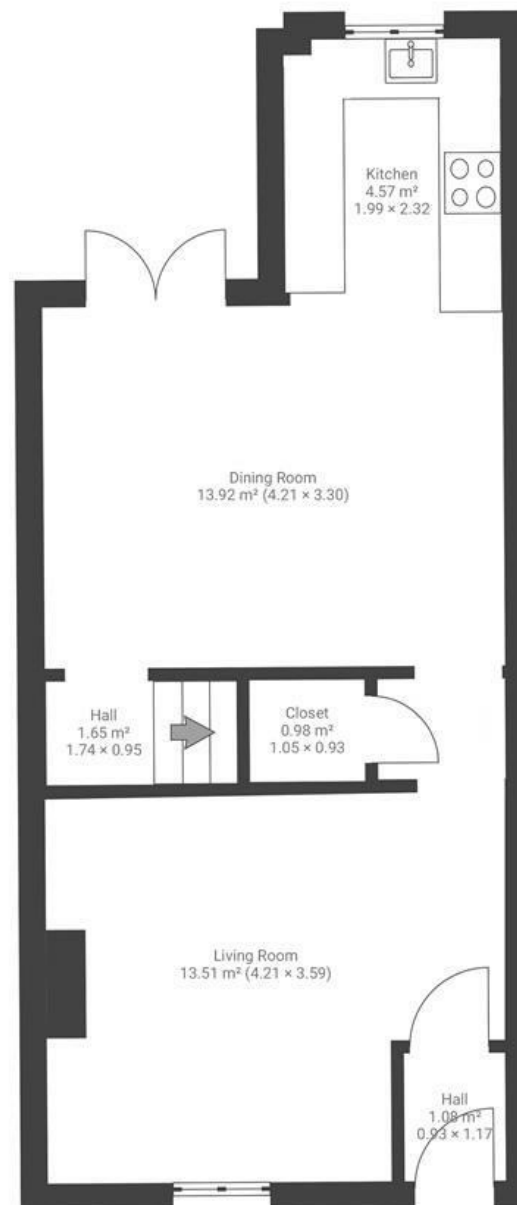 Kitchen
4.57 m²
1.99 × 2.32
Dining Room
13.92 m² (4.21 × 3.30)
Hall
1.65 m²
1.74 × 0.95
Closet
0.98 m²
1.05 × 0.93
Living Room
13.51 m² (4.21 × 3.59)
Hall
1.08 m²
0.93 × 1.17